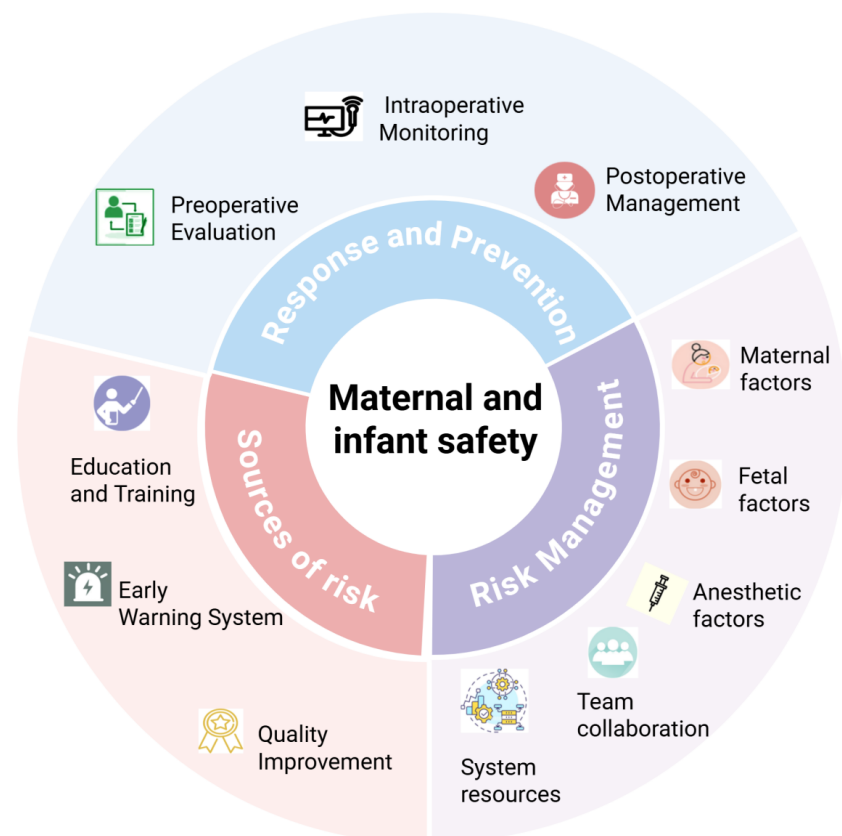 Intraoperative
Monitoring
Postoperative
Management
Preoperative
Evaluation
Response and Prevention
Maternal and
infant safety
Maternal
factors
Education
and Training
Sources of risk
Risk Management
Fetal
factors
Early
Warning System
Anesthetic
factors
Team
collaboration
Quality
Improvement
System
resources